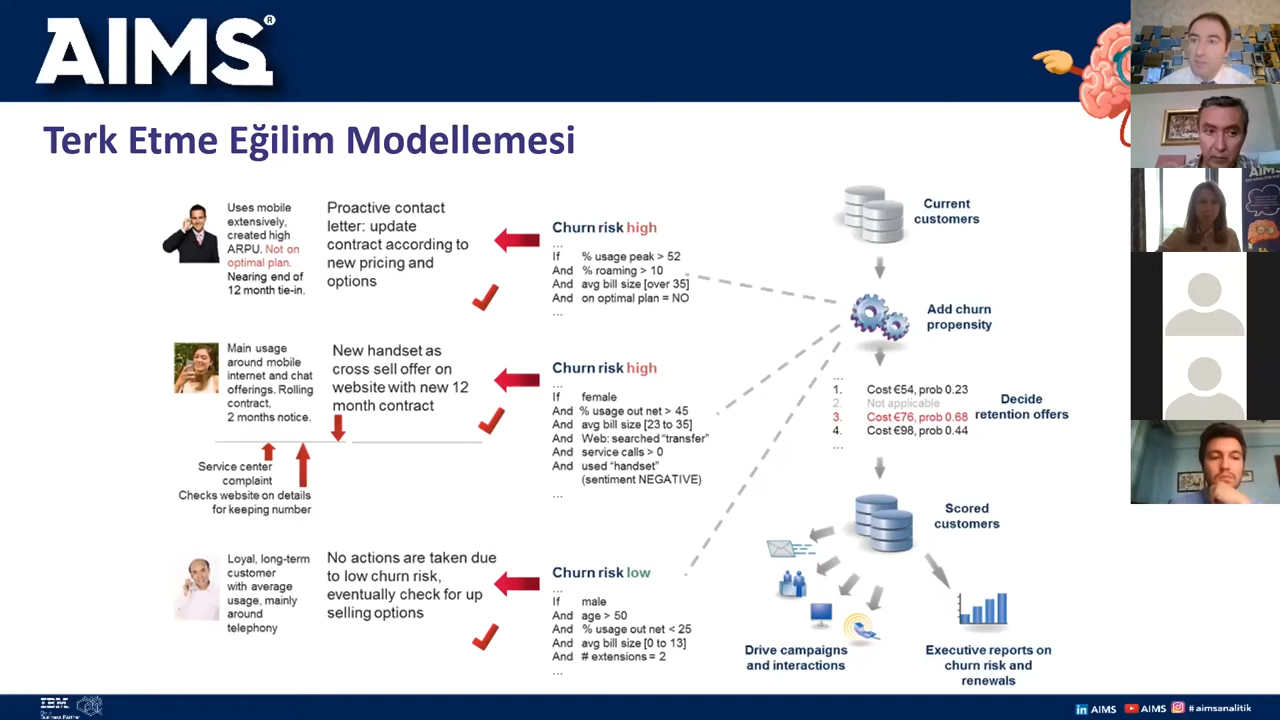 AIMS®
Terk Etme Eğilim Modellemesi
Uses mobile
extensively,
created high
ARPU. Not on
optimal plan.
Nearing end of
12 month tie-in.
Proactive contact
letter: update
contract according to
new pricing and
options
Churn risk high
...
If % usage peak > 52
And % roaming > 10
And avg bill size [over 35]
And on optimal plan = NO
...
Main usage
around mobile
internet and chat
offerings. Rolling
contract,
2 months notice.
New handset as
cross sell offer on
website with new 12
month contract
Service center
complaint
Checks website on details
for keeping number
Churn risk high
...
If female
And % usage out net > 45
And avg bill size [23 to 35]
And Web: searched “transfer”
And service calls > 0
And used “handset”
(sentiment NEGATIVE)
...
Loyal, long-term
customer
with average
usage, mainly
around
telephony
No actions are taken due
to low churn risk,
eventually check for up
selling options
Churn risk low
...
If male
And age > 50
And % usage out net < 25
And avg bill size [0 to 13]
And # extensions = 2
...
Current
customers
Add churn
propensity
...
1. Cost €54, prob 0.23
2. Not applicable
3. Cost €76, prob 0.68
4. Cost €98, prob 0.44
...
Decide
retention offers
Scored
customers
Drive campaigns
and interactions
Executive reports on
churn risk and
renewals
IBM
Business Partner
in AIMS
AIMS
#aimsanalitik
AIMS